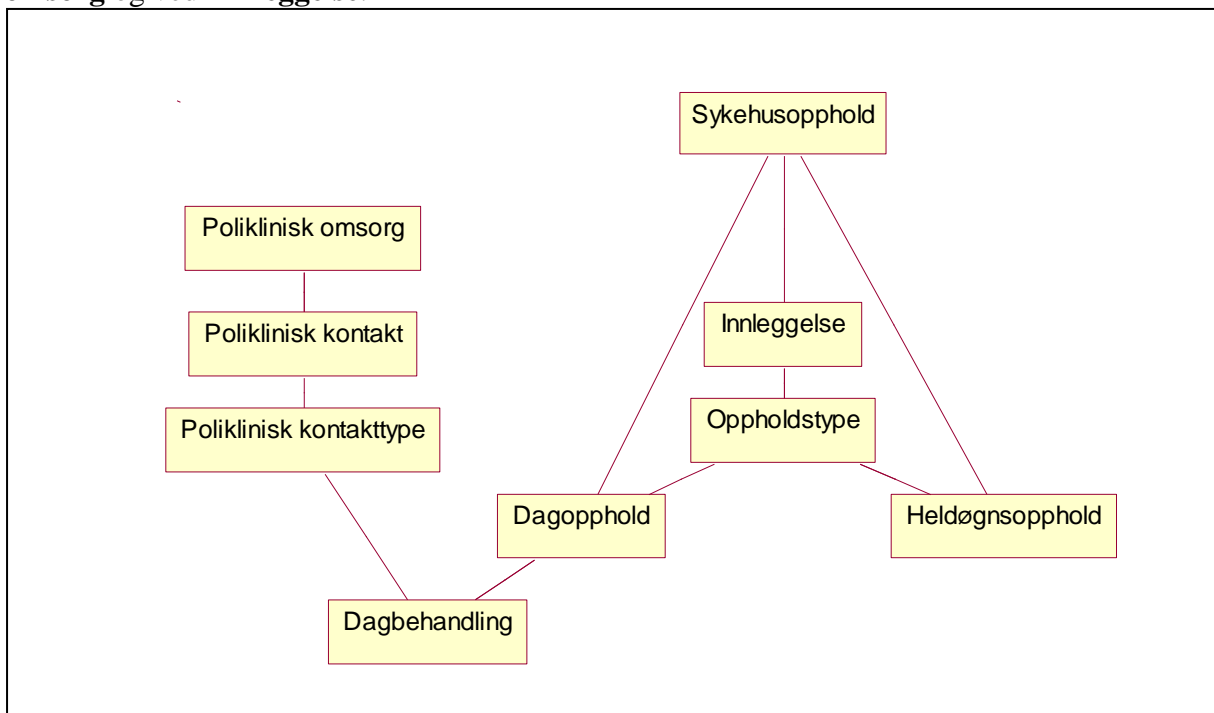 Sykehusopphold
Poliklinisk omsorg
Poliklinisk kontakt
Innleggelse
Poliklinisk kontakttype
Oppholdstype
Dagopphold
Heldøgnsopphold
Dagbehandling